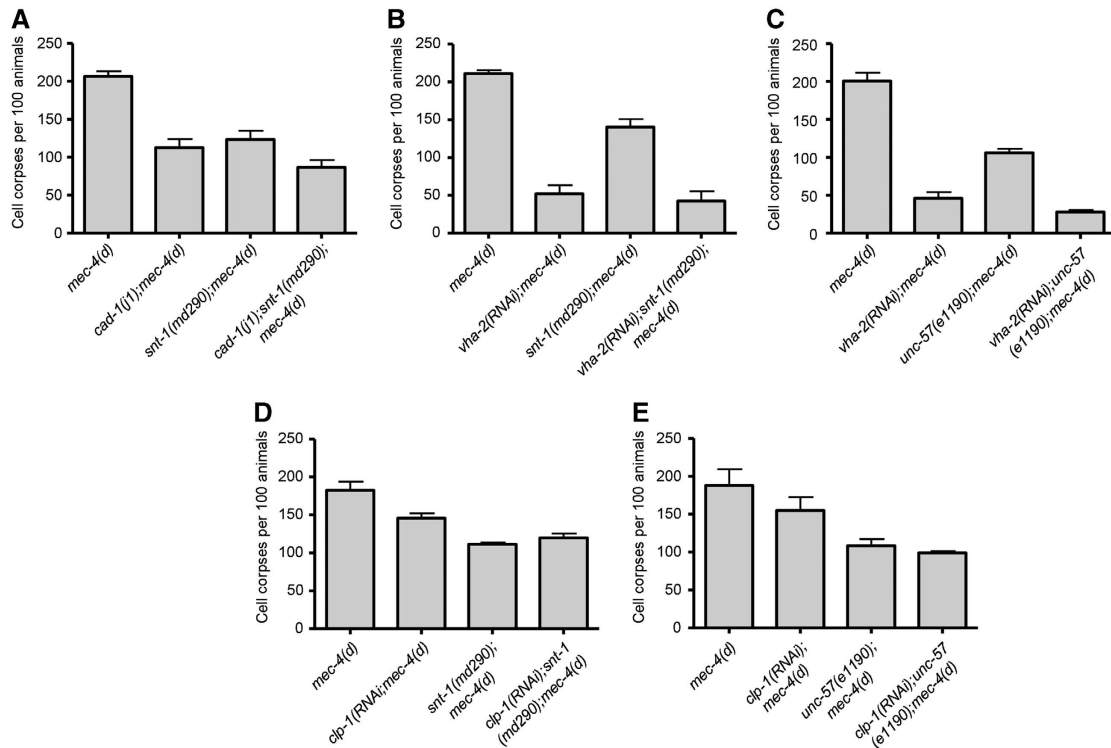 A
Cell corpses per 100 animals
250
200
150
100
50
0
mec-4(d)
cad-1(j1);mec-4(d)
snt-1(md290);mec-4(d)
cad-1(j1);snt-1(md290);
mec-4(d)
B
Cell corpses per 100 animals
250
200
150
100
50
0
mec-4(d)
vha-2(RNAi);mec-4(d)
snt-1(md290);mec-4(d)
vha-2(RNAi);snt-1(md290);
mec-4(d)
C
Cell corpses per 100 animals
250
200
150
100
50
0
mec-4(d)
vha-2(RNAi);mec-4(d)
unc-57(e1190);mec-4(d)
vha-2(RNAi);unc-57
(e1190);mec-4(d)
D
Cell corpses per 100 animals
250
200
150
100
50
0
mec-4(d)
clp-1(RNAi;mec-4(d)
snt-1(md290);
mec-4(d)
clp-1(RNAi);snt-1
(md290);mec-4(d)
E
Cell corpses per 100 animals
250
200
150
100
50
0
mec-4(d)
clp-1(RNAi);
mec-4(d)
unc-57(e1190);
mec-4(d)
clp-1(RNAi);unc-57
(e1190);mec-4(d)